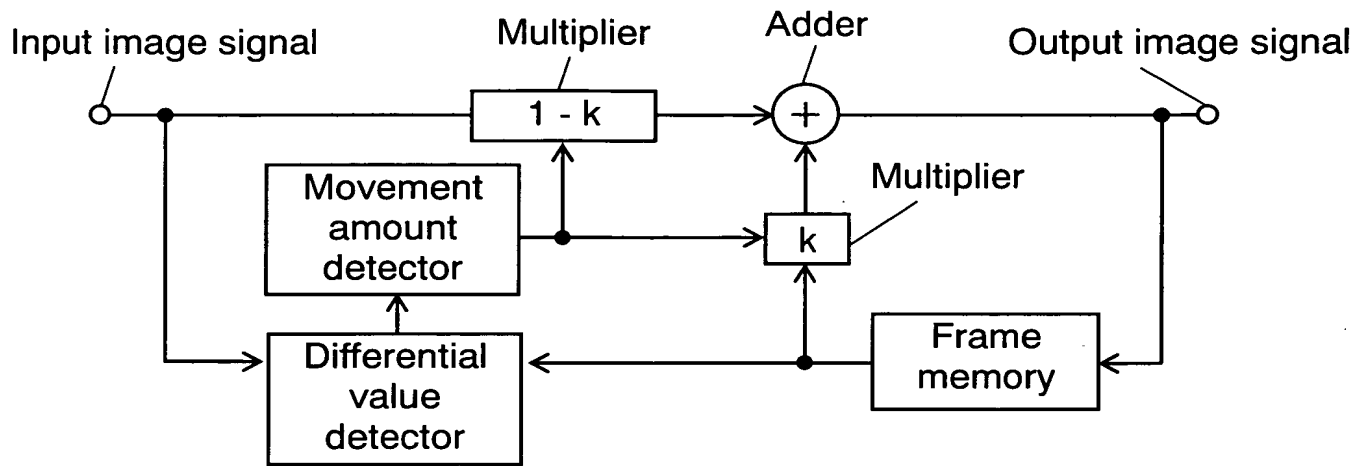 Input image signal
Multiplier
Adder
Output image signal
1 - k
+
Movement
amount
detector
Multiplier
k
Differential
value
detector
Frame
memory